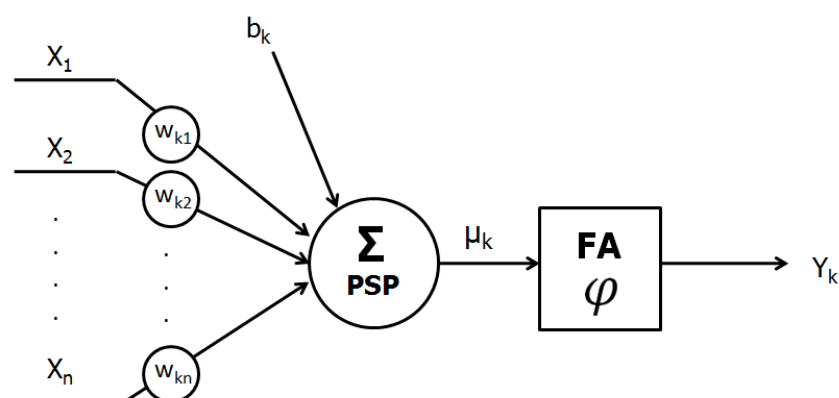 b_k
X_1
w_k1
X_2
w_k2
Σ
PSP
μ_k
FA
φ
Y_k
X_n
w_kn